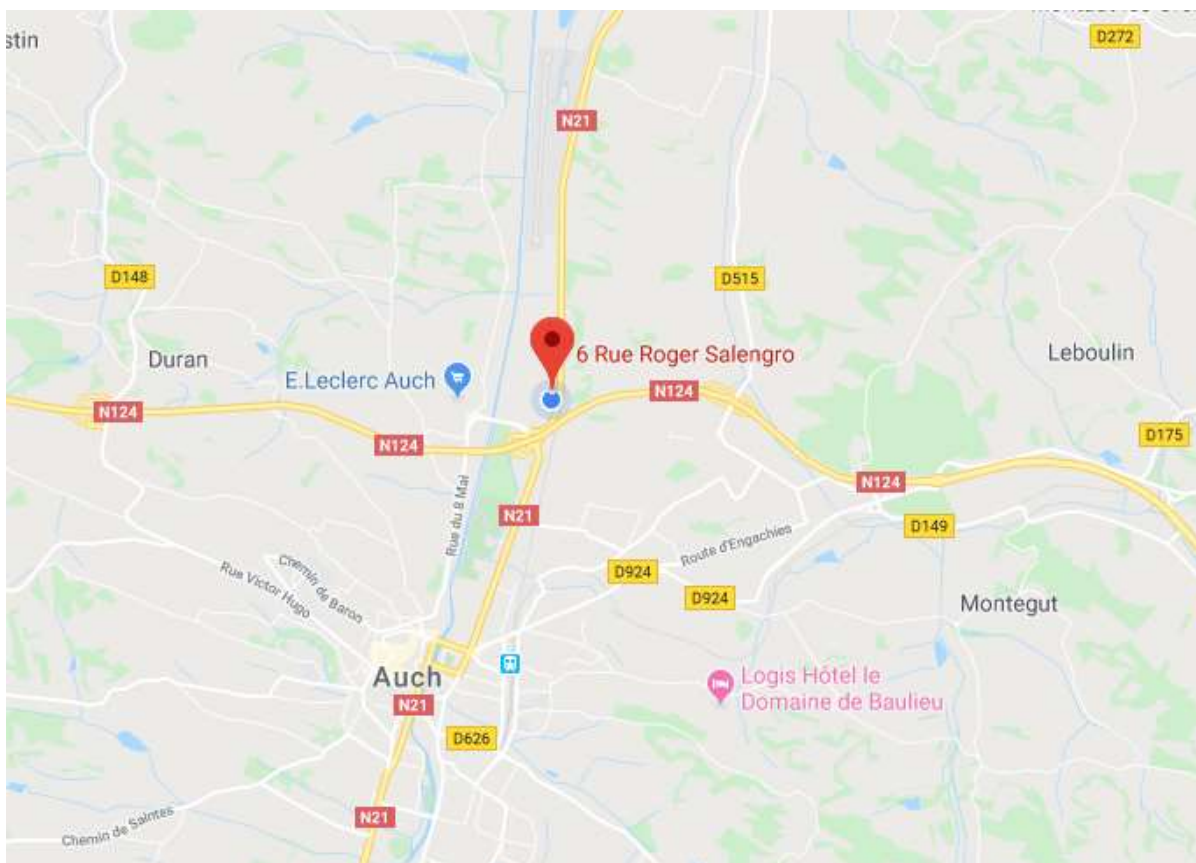 stin
D272
N21
D148
D515
6 Rue Roger Salengro
Duran
Leboulin
E.Leclerc Auch
N124
N124
N124
D175
N124
Rue du 8 Mai
N21
D149
Route d'Engachies
Chemin de Baron
Rue Victor Hugo
D924
D924
Montegut
Auch
Logis Hôtel le
Domaine de Baulieu
N21
D626
N21
Chemin de Saintes